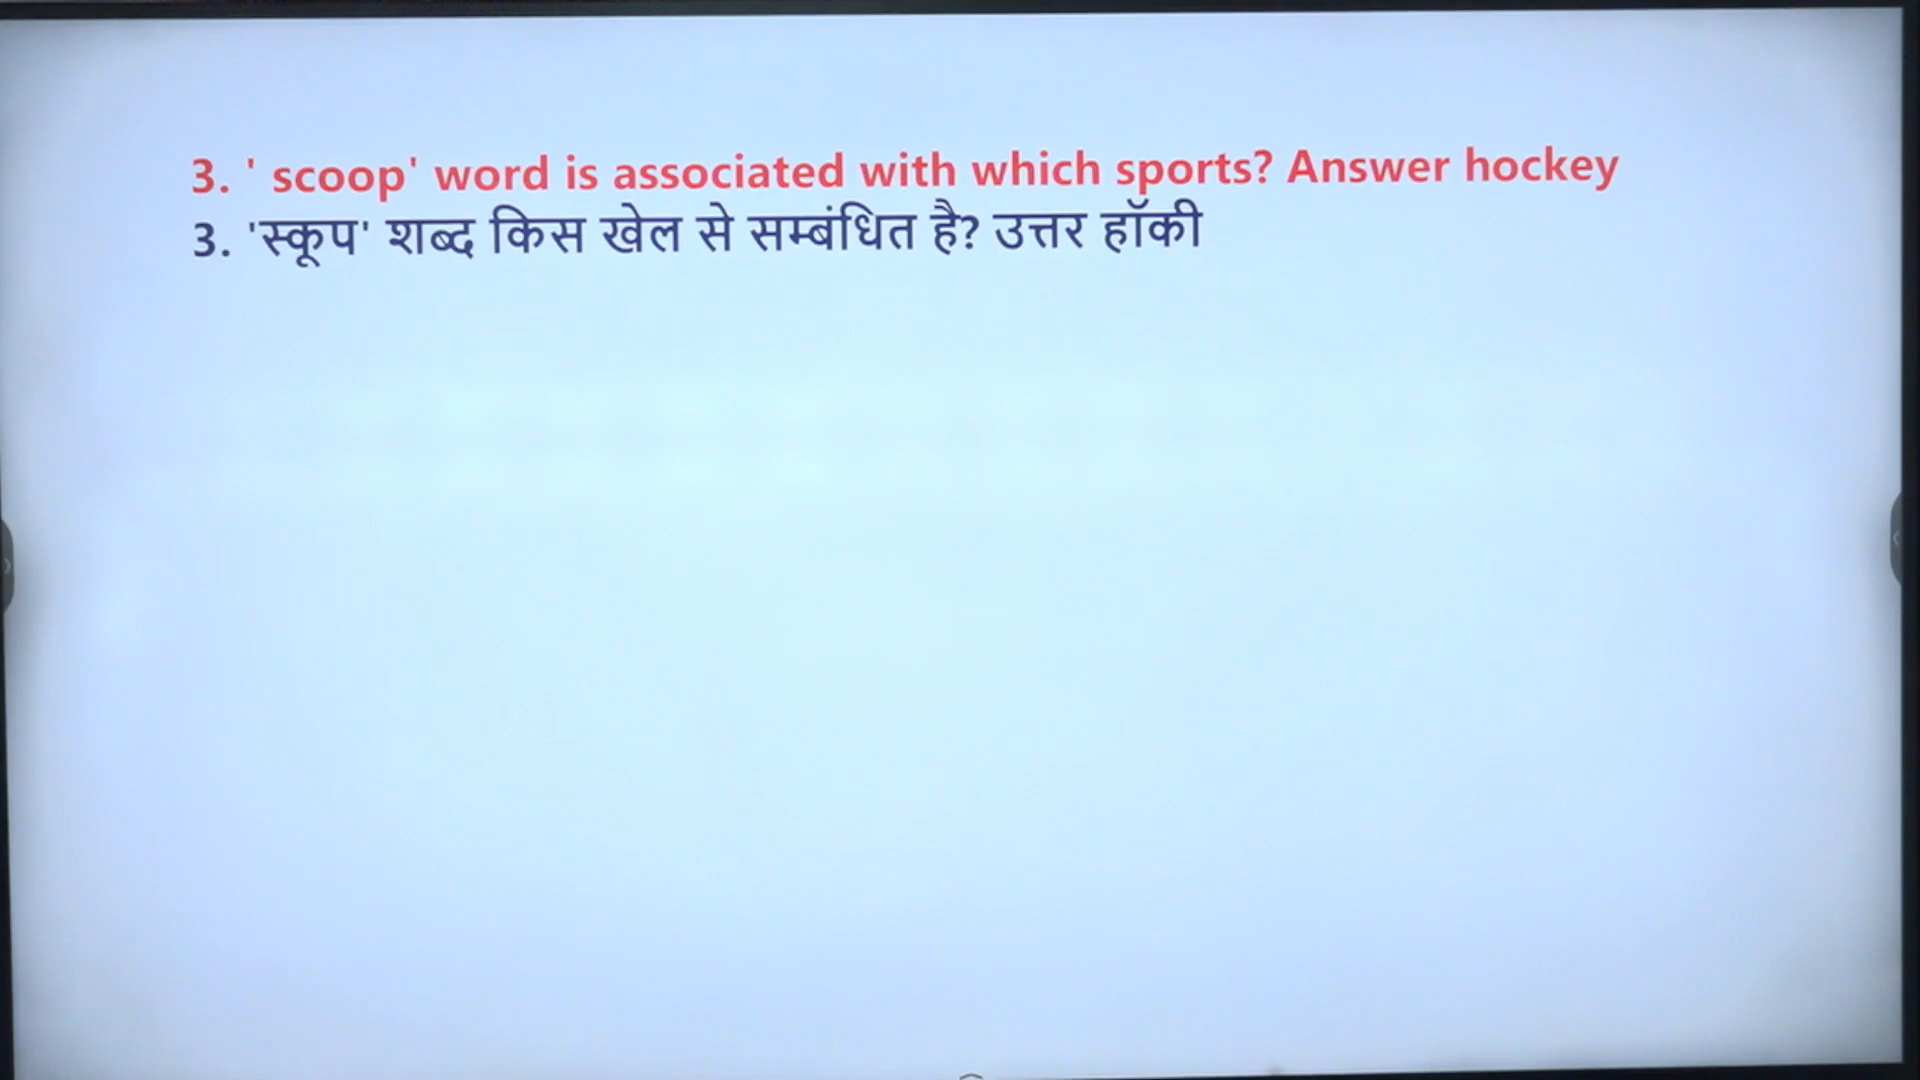 3. ' scoop' word is associated with which sports? Answer hockey
3. 'स्कूप' शब्द किस खेल से सम्बंधित है? उत्तर हॉकी